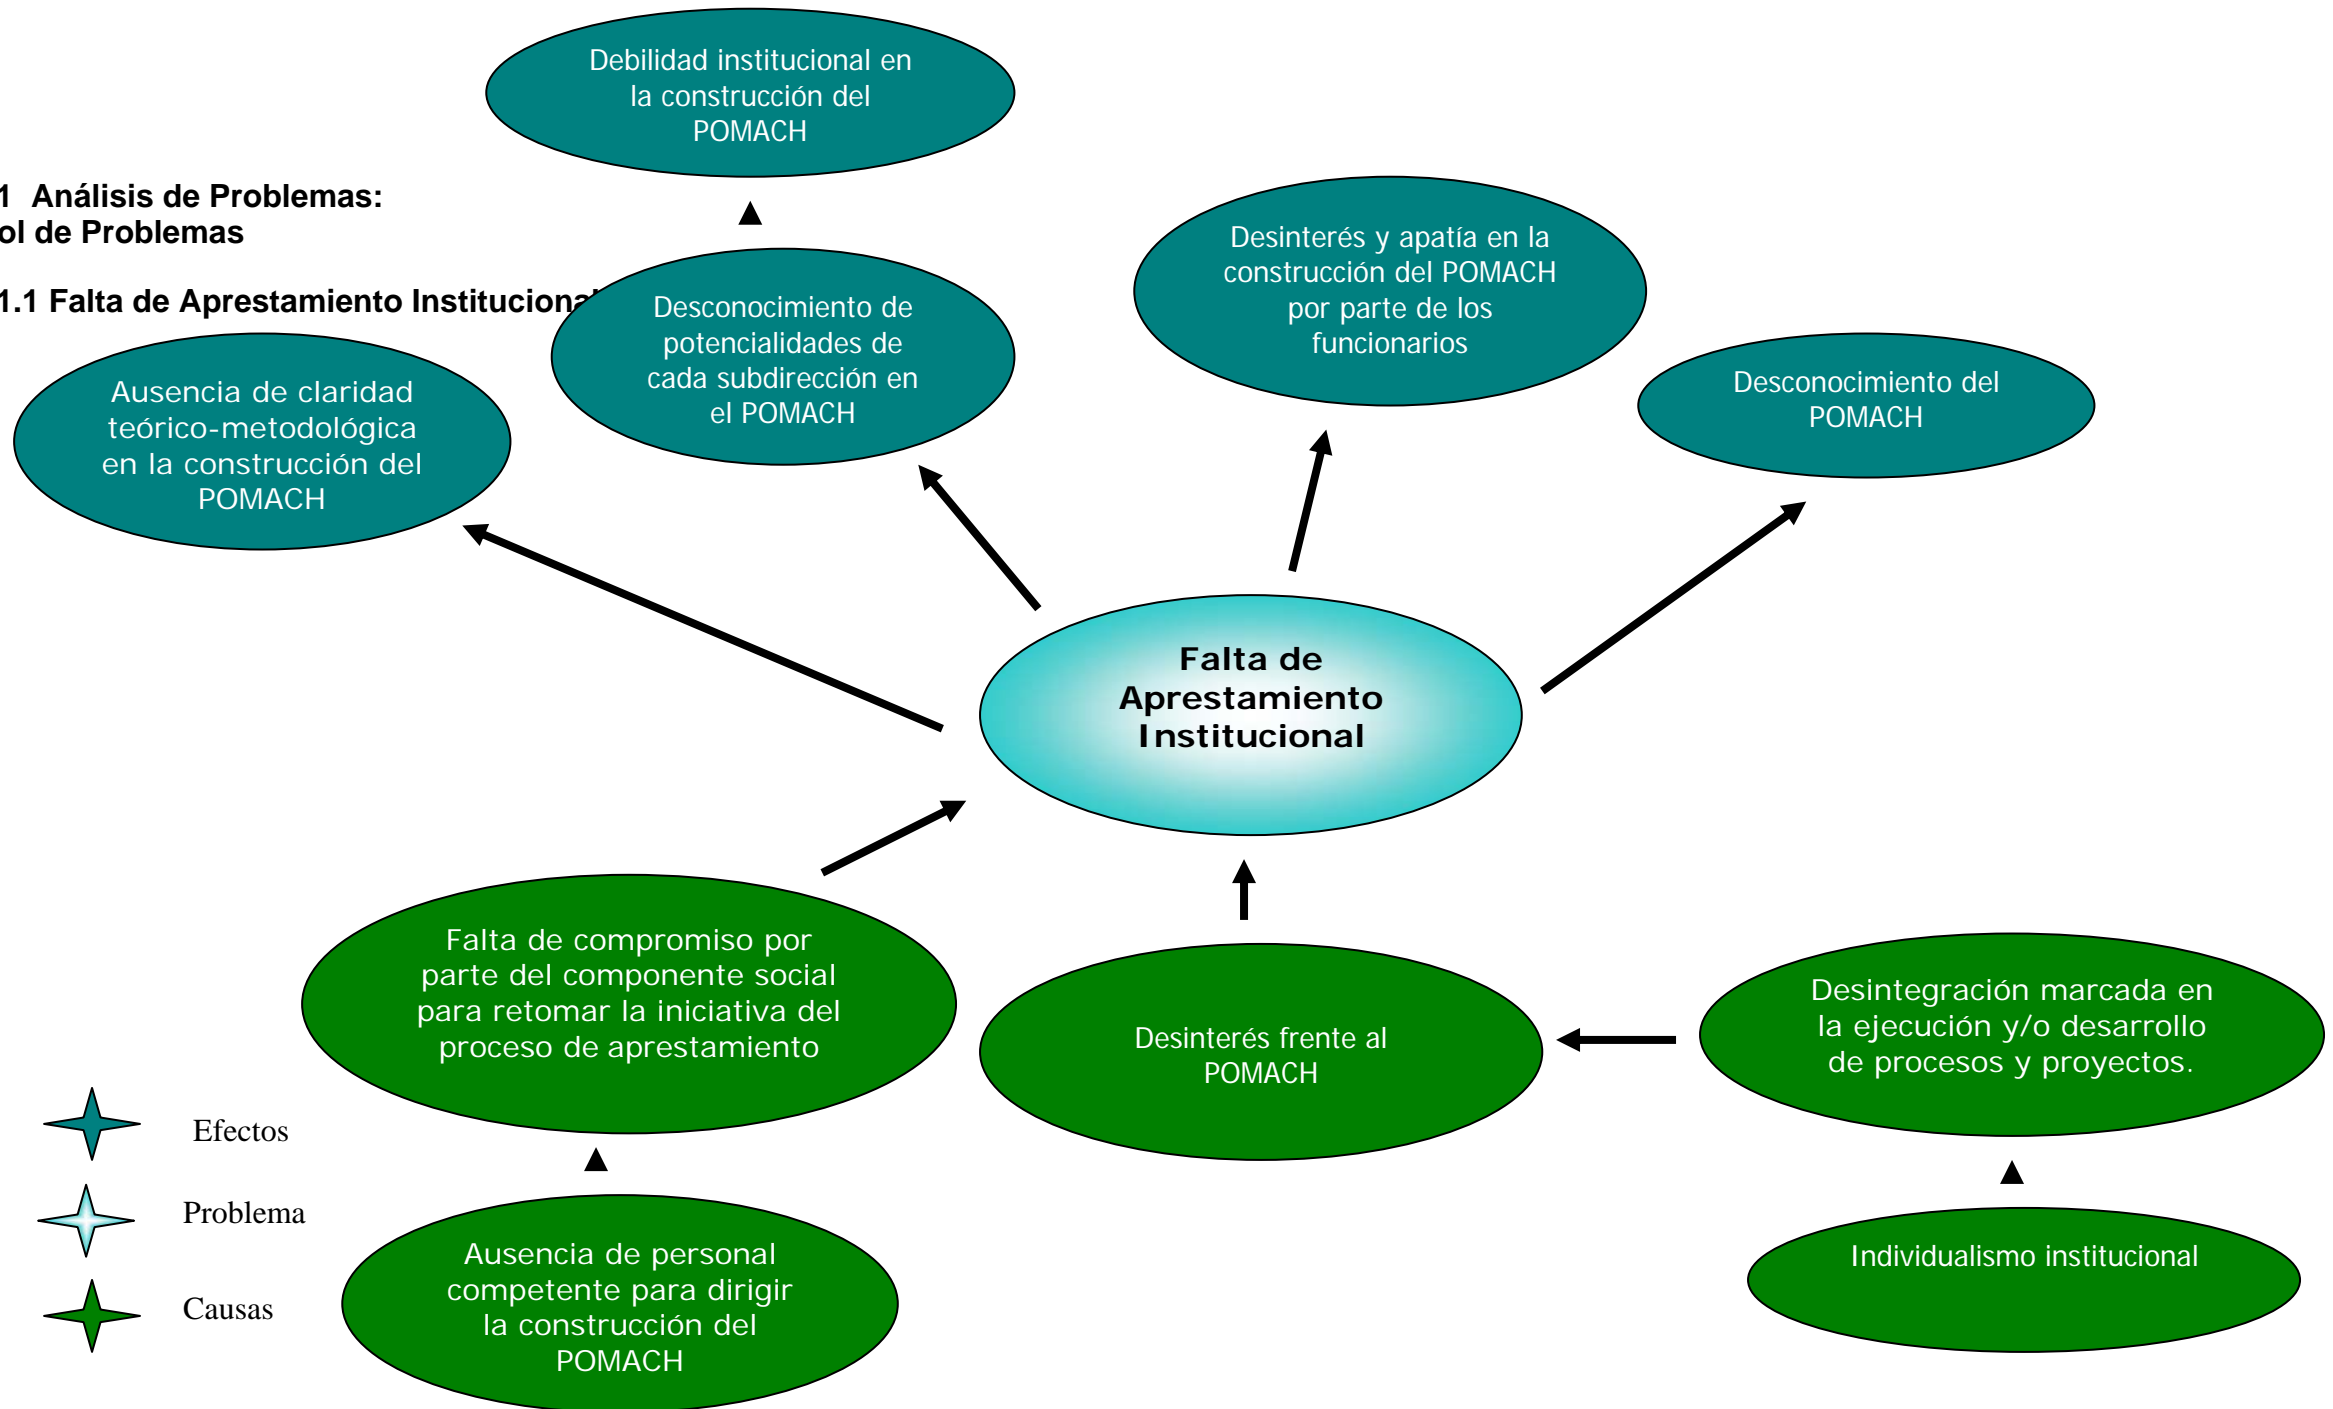 Debilidad institucional en
la construcción del
POMACH
1 Análisis de Problemas:
ol de Problemas
1.1 Falta de Aprestamiento Institucional
Desinterés y apatía en la
construcción del POMACH
por parte de los
funcionarios
Desconocimiento de
potencialidades de
cada subdirección en
el POMACH
Ausencia de claridad
teórico-metodológica
en la construcción del
POMACH
Desconocimiento del
POMACH
Falta de
Aprestamiento
Institucional
Falta de compromiso por
parte del componente social
para retomar la iniciativa del
proceso de aprestamiento
Desinterés frente al
POMACH
Desintegración marcada en
la ejecución y/o desarrollo
de procesos y proyectos.
Efectos
Problema
Causas
Ausencia de personal
competente para dirigir
la construcción del
POMACH
Individualismo institucional